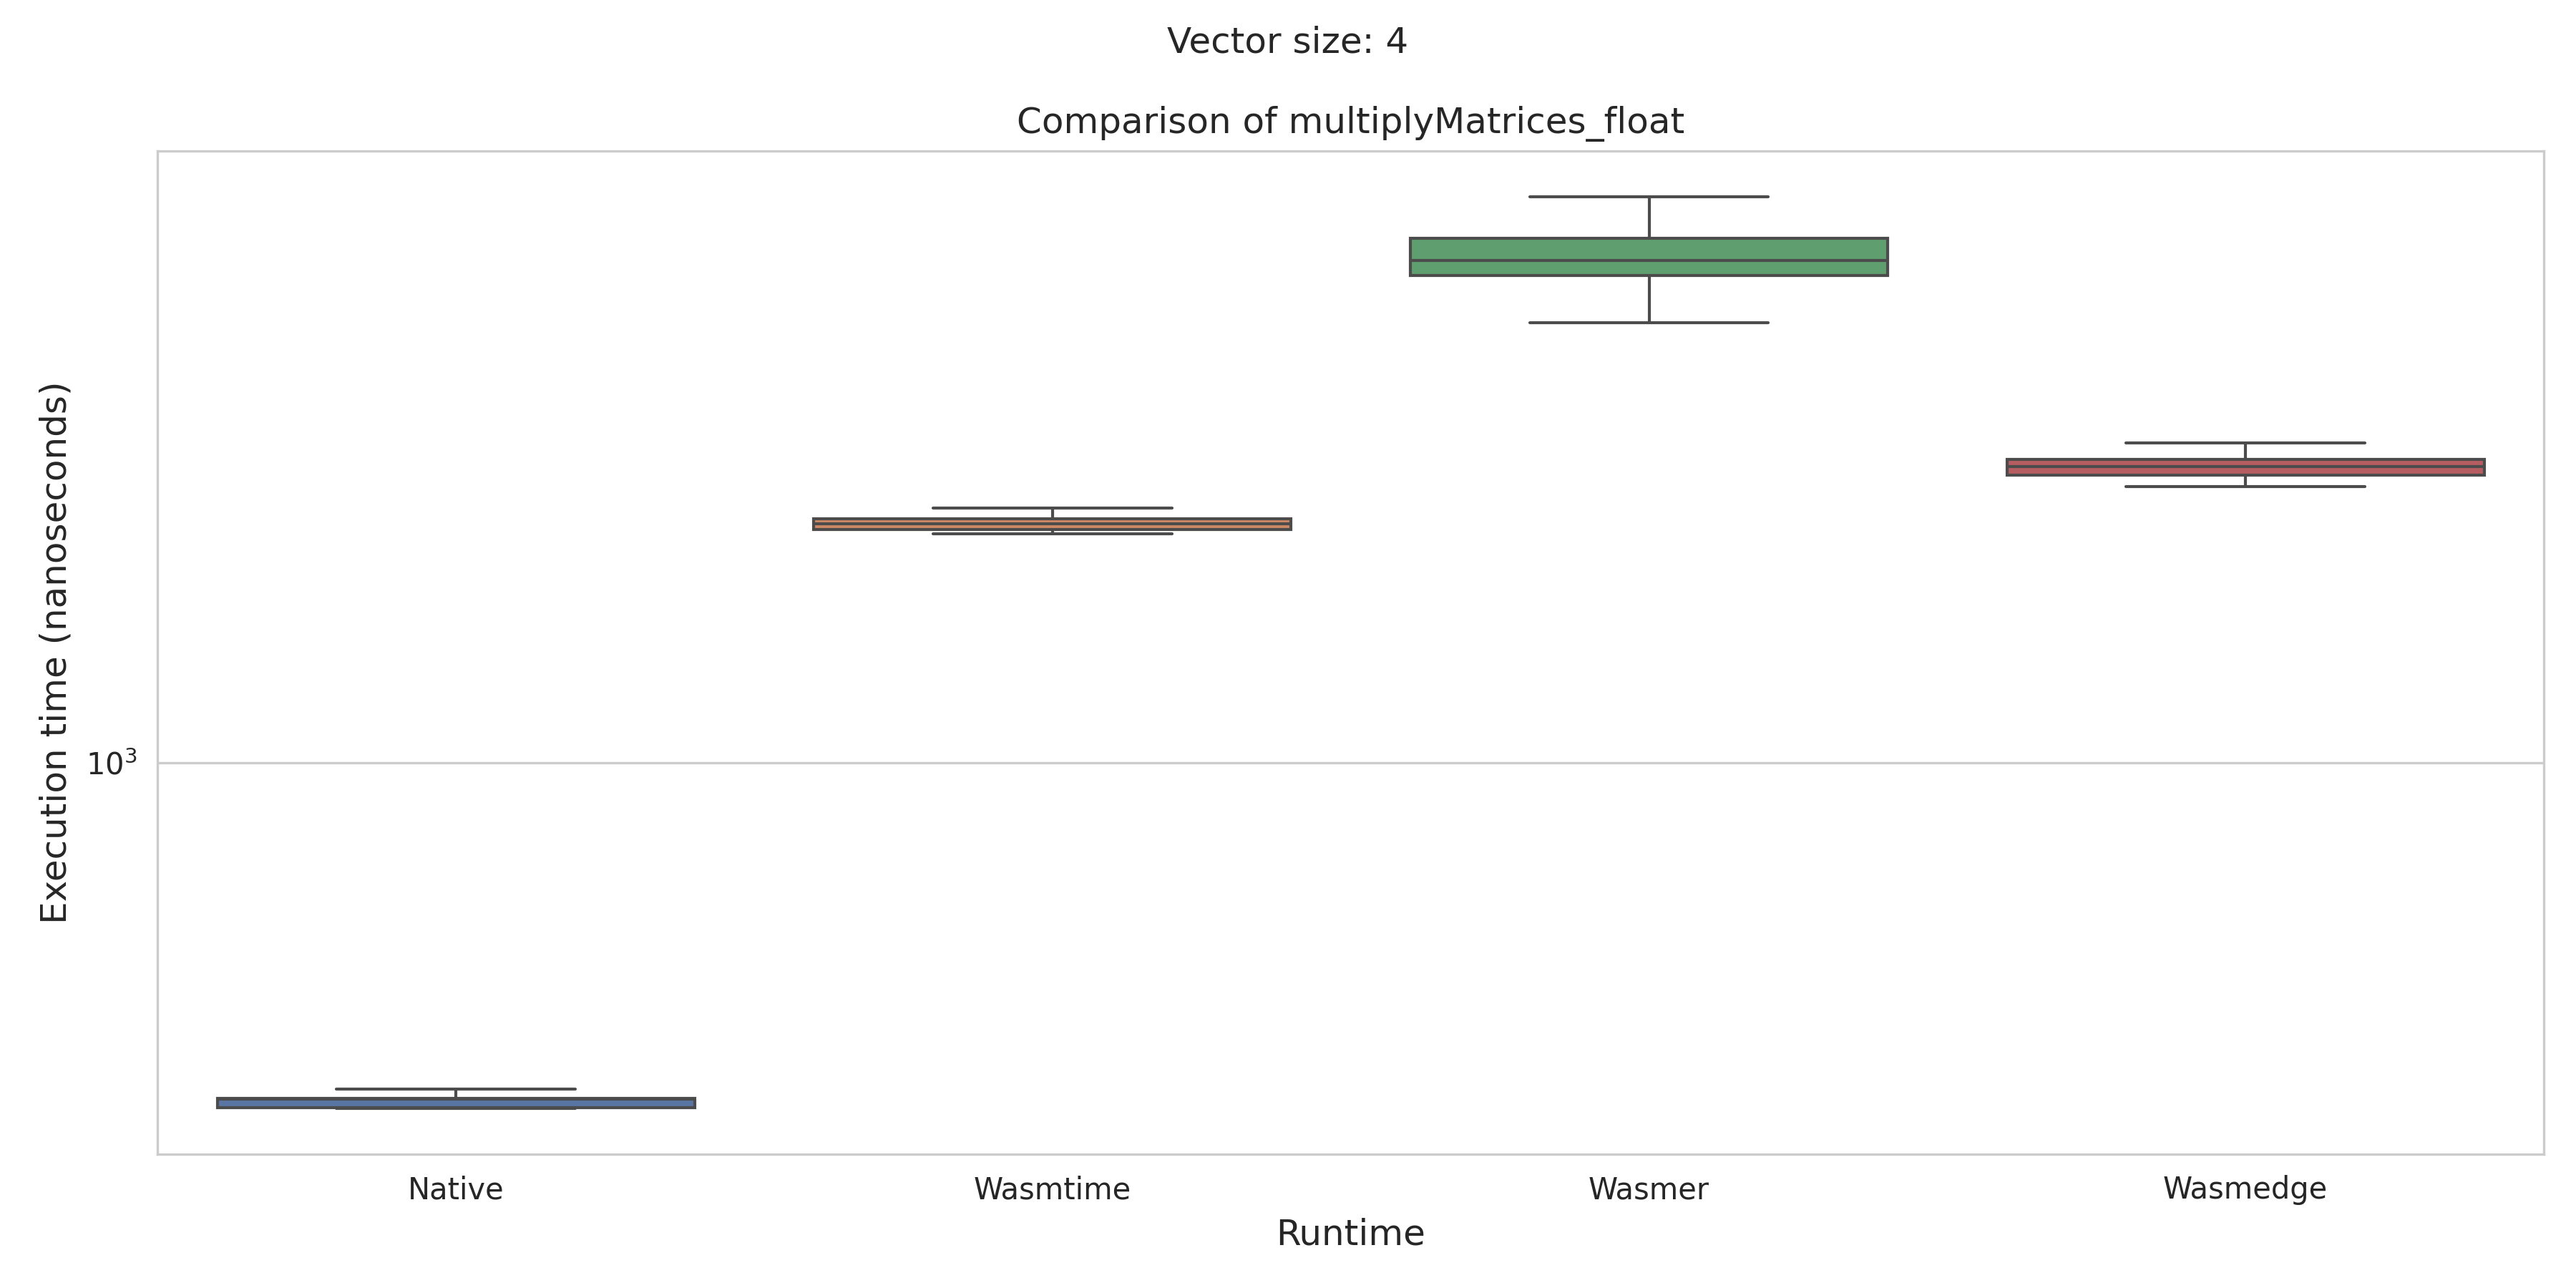 Vector size: 4
Comparison of multiplyMatrices_float
Execution time (nanoseconds)
10³
Native Wasmtime Wasmer Wasmedge
Runtime